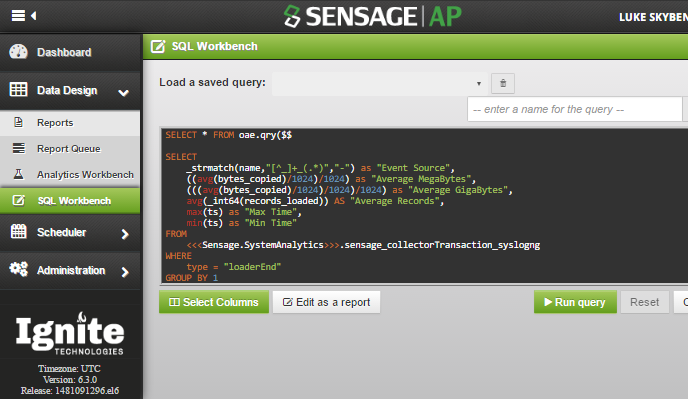 SENSAGE AP
LUKE SKYBE
Dashboard
Data Design
Reports
Report Queue
Analytics Workbench
SQL Workbench
Scheduler
Administration
Ignite
TECHNOLOGIES
Timezone: UTC
Version: 6.3.0
Release: 1481091296.el6
SQL Workbench
Load a saved query:
-- enter a name for the query --
SELECT * FROM oae.qry($$
SELECT
_strmatch(name,"[^_]+_(.*)","-") as "Event Source",
((avg(bytes_copied)/1024)/1024) as "Average MegaBytes",
(((avg(bytes_copied)/1024)/1024)/1024) as "Average GigaBytes",
avg(_int64(records_loaded)) AS "Average Records",
max(ts) as "Max Time",
min(ts) as "Min Time"
FROM
<<<Sensage.SystemAnalytics>>>.sensage_collectorTransaction_syslogng
WHERE
type = "loaderEnd"
GROUP BY 1
Select Columns
Edit as a report
Run query
Reset